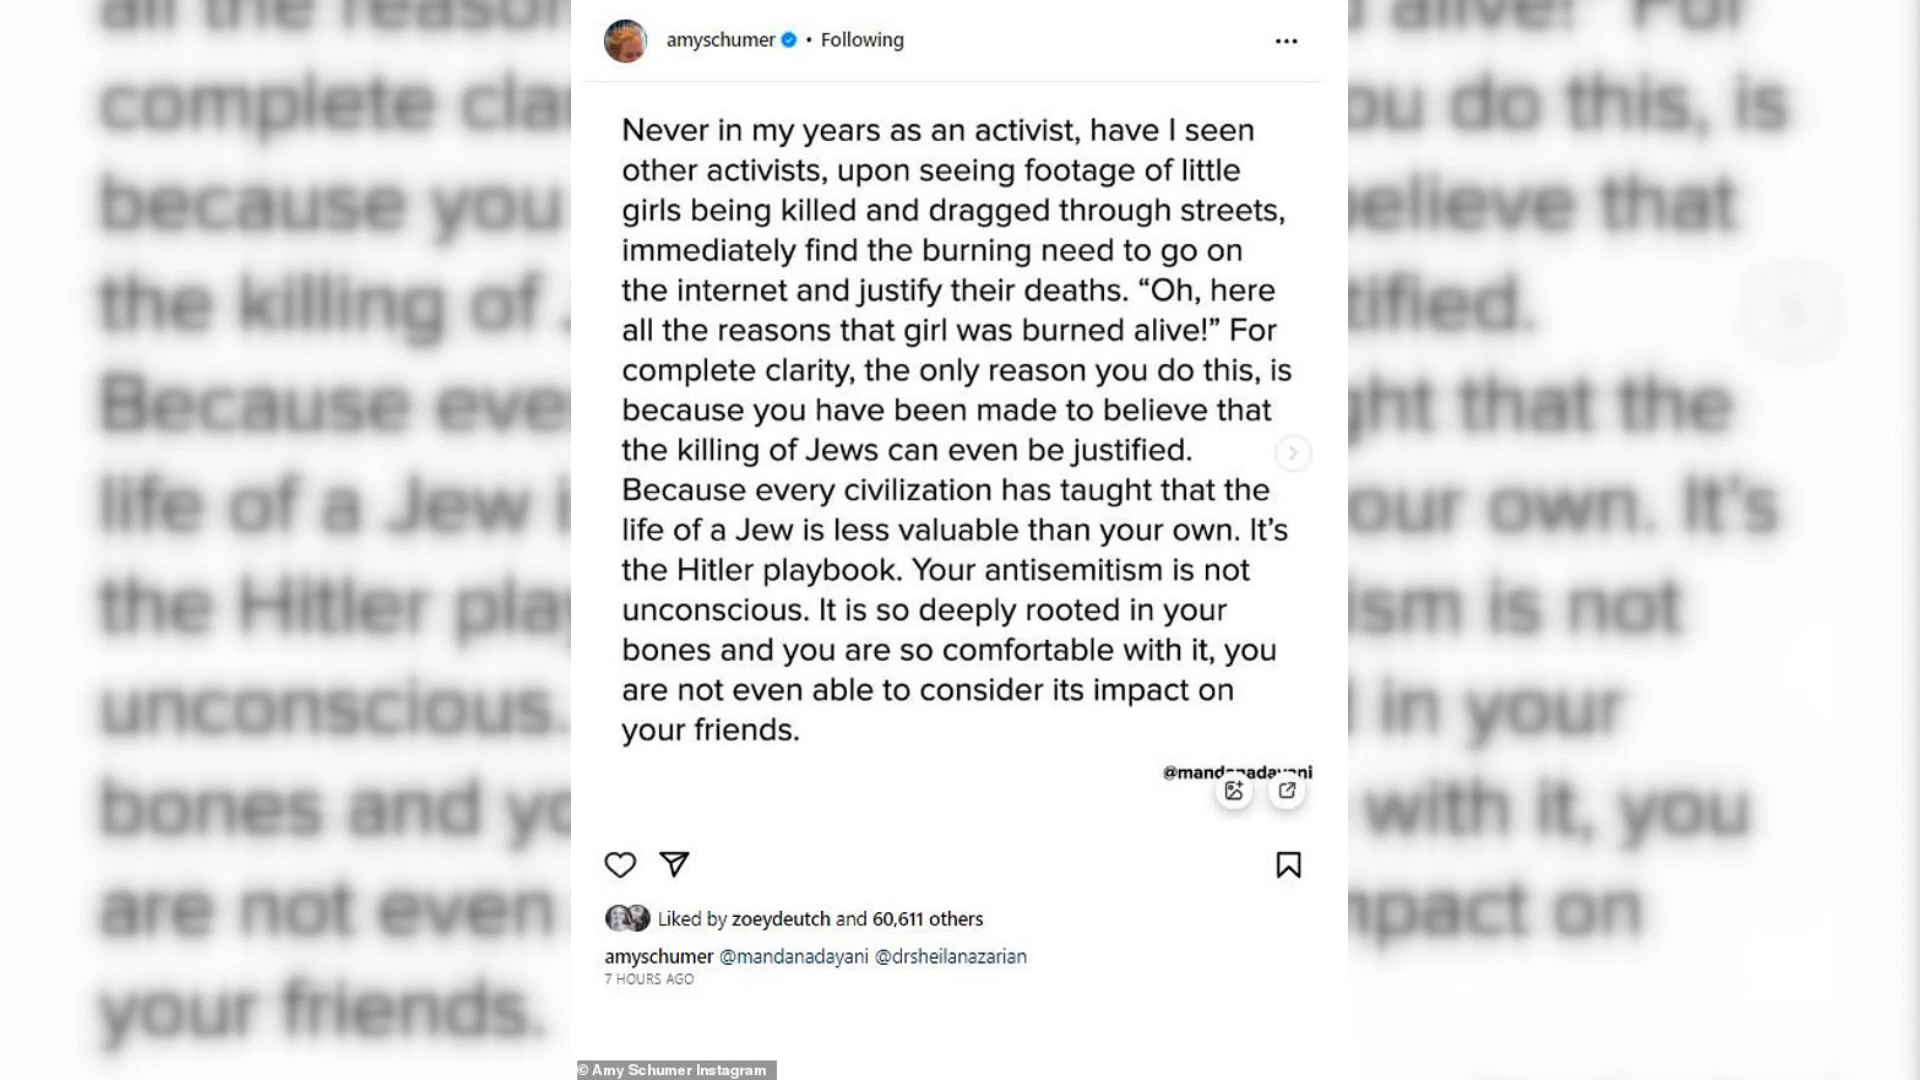 amyschumer • Following
Never in my years as an activist, have I seen
other activists, upon seeing footage of little
girls being killed and dragged through streets,
immediately find the burning need to go on
the internet and justify their deaths. “Oh, here
all the reasons that girl was burned alive!” For
complete clarity, the only reason you do this, is
because you have been made to believe that
the killing of Jews can even be justified.
Because every civilization has taught that the
life of a Jew is less valuable than your own. It’s
the Hitler playbook. Your antisemitism is not
unconscious. It is so deeply rooted in your
bones and you are so comfortable with it, you
are not even able to consider its impact on
your friends.
@mandanadayani
Liked by zoeydeutch and 60,611 others
amyschumer @mandanadayani @drsheilanazarian
7 HOURS AGO
© Amy Schumer Instagram